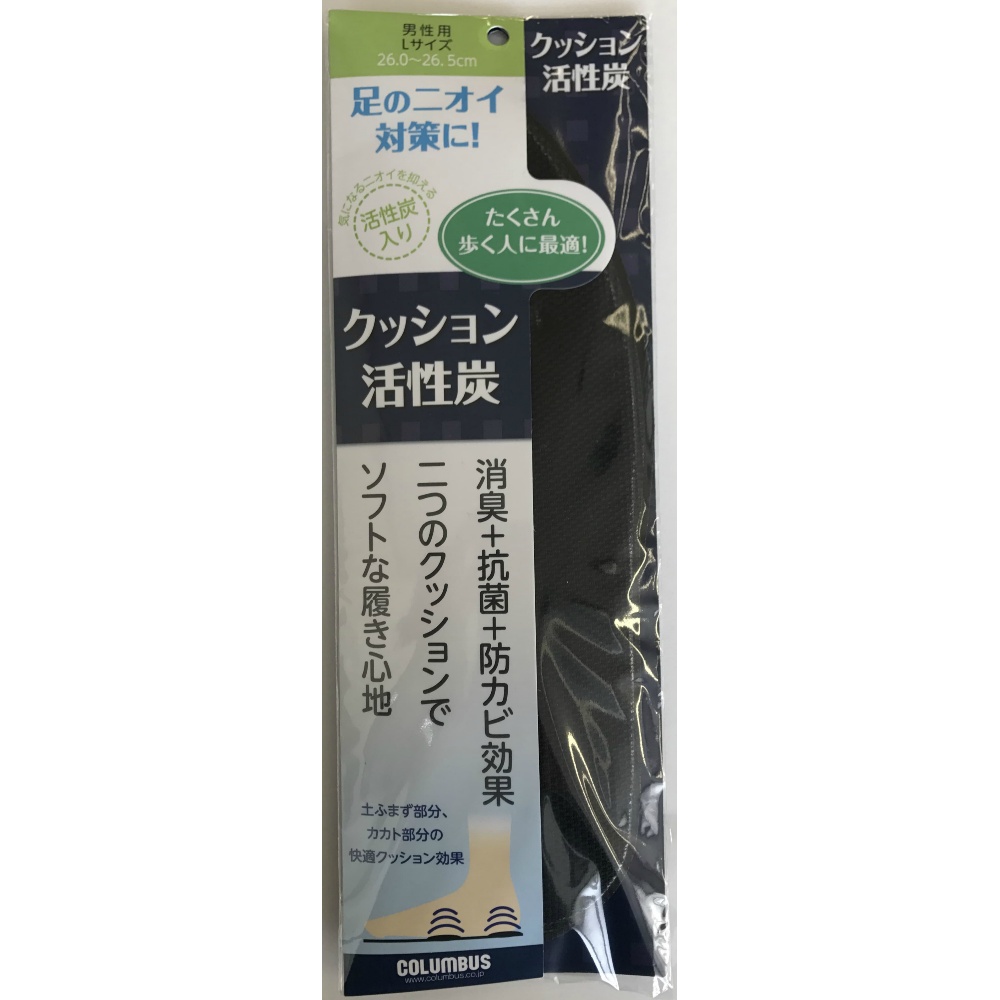 男性用
Lサイズ
26.0～26.5cm
クッション
活性炭
足のニオイ
対策に!
気になるニオイを抑える
活性炭
入り
たくさん
歩く人に最適!
クッション
活性炭
消臭+抗菌+防カビ効果
二つのクッションで
ソフトな履き心地
土ふまず部分、
カカト部分の
快適クッション効果
COLUMBUS
www.columbus.co.jp